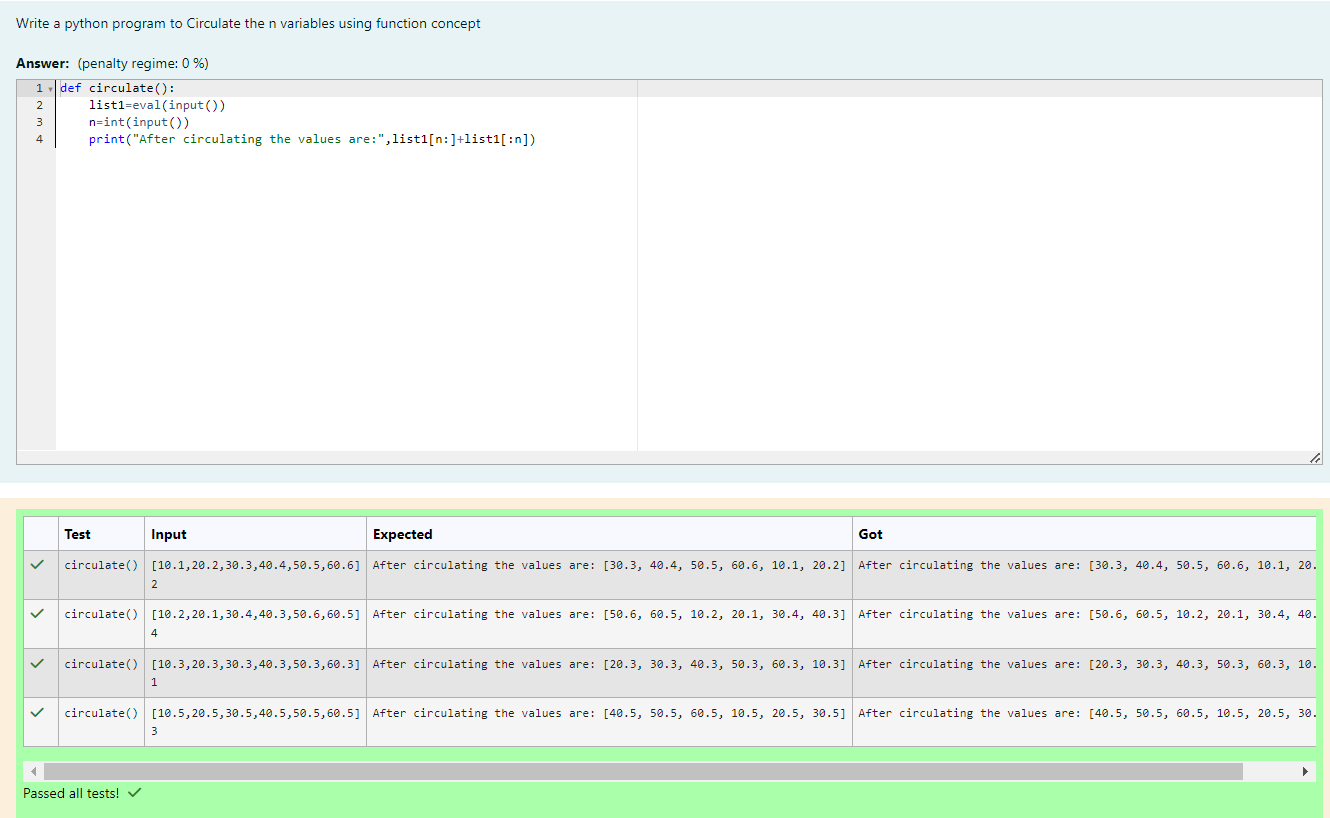 Write a python program to Circulate the n variables using function concept
Answer: (penalty regime: 0 %)
1 def circulate():
2     list1=eval(input())
3     n=int(input())
4     print("After circulating the values are:",list1[n:]+list1[:n])
Test Input Expected Got
circulate() [10.1,20.2,30.3,40.4,50.5,60.6] After circulating the values are: [30.3, 40.4, 50.5, 60.6, 10.1, 20.2] After circulating the values are: [30.3, 40.4, 50.5, 60.6, 10.1, 20.
2
circulate() [10.2,20.1,30.4,40.3,50.6,60.5] After circulating the values are: [50.6, 60.5, 10.2, 20.1, 30.4, 40.3] After circulating the values are: [50.6, 60.5, 10.2, 20.1, 30.4, 40.
4
circulate() [10.3,20.3,30.3,40.3,50.3,60.3] After circulating the values are: [20.3, 30.3, 40.3, 50.3, 60.3, 10.3] After circulating the values are: [20.3, 30.3, 40.3, 50.3, 60.3, 10.
1
circulate() [10.5,20.5,30.5,40.5,50.5,60.5] After circulating the values are: [40.5, 50.5, 60.5, 10.5, 20.5, 30.5] After circulating the values are: [40.5, 50.5, 60.5, 10.5, 20.5, 30.
3
Passed all tests!